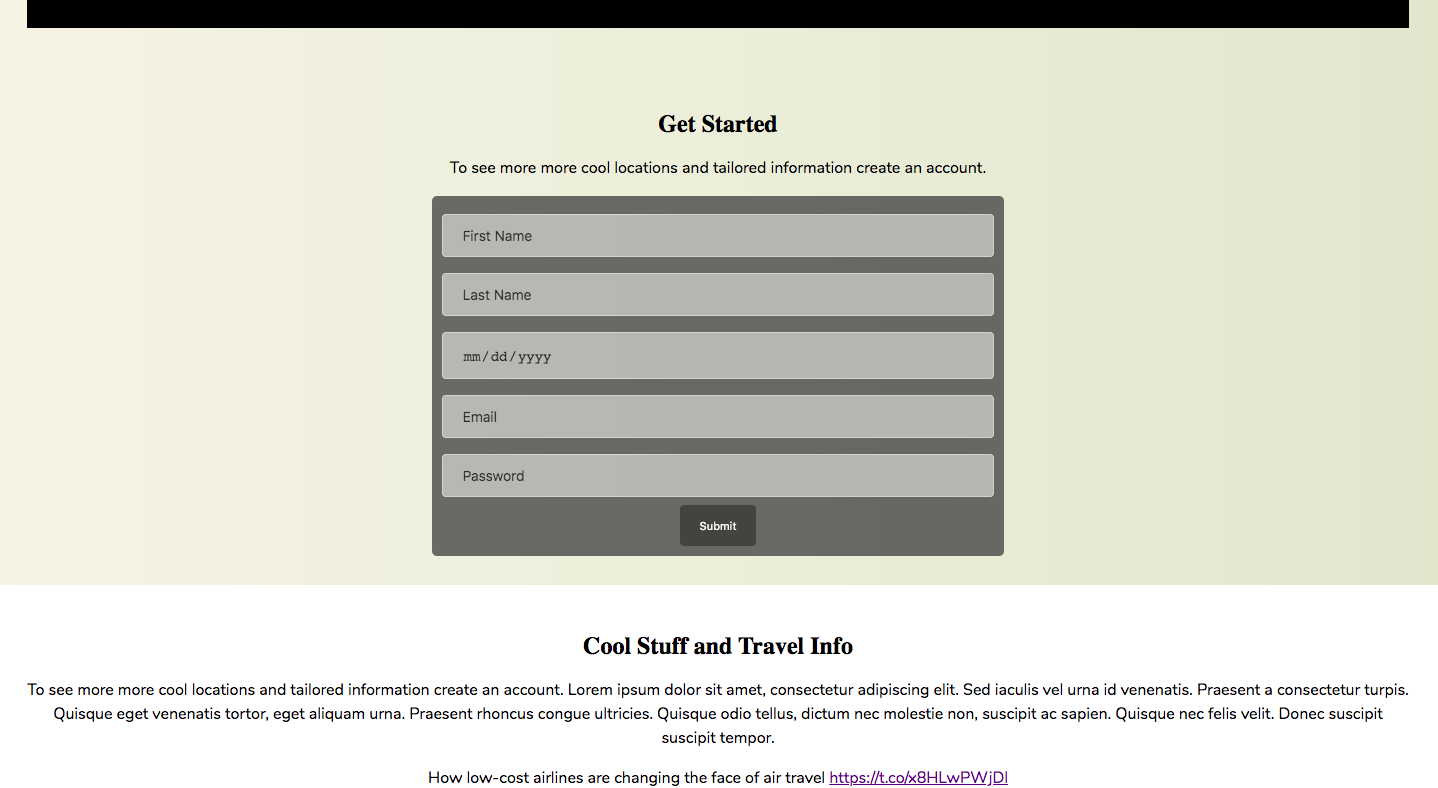 Get Started
To see more more cool locations and tailored information create an account.
First Name
Last Name
mm/dd/yyyy
Email
Password
Submit
Cool Stuff and Travel Info
To see more more cool locations and tailored information create an account. Lorem ipsum dolor sit amet, consectetur adipiscing elit. Sed iaculis vel urna id venenatis. Praesent a consectetur turpis.
Quisque eget venenatis tortor, eget aliquam urna. Praesent rhoncus congue ultricies. Quisque odio tellus, dictum nec molestie non, suscipit ac sapien. Quisque nec felis velit. Donec suscipit
suscipit tempor.
How low-cost airlines are changing the face of air travel https://t.co/x8HLwPWjDl